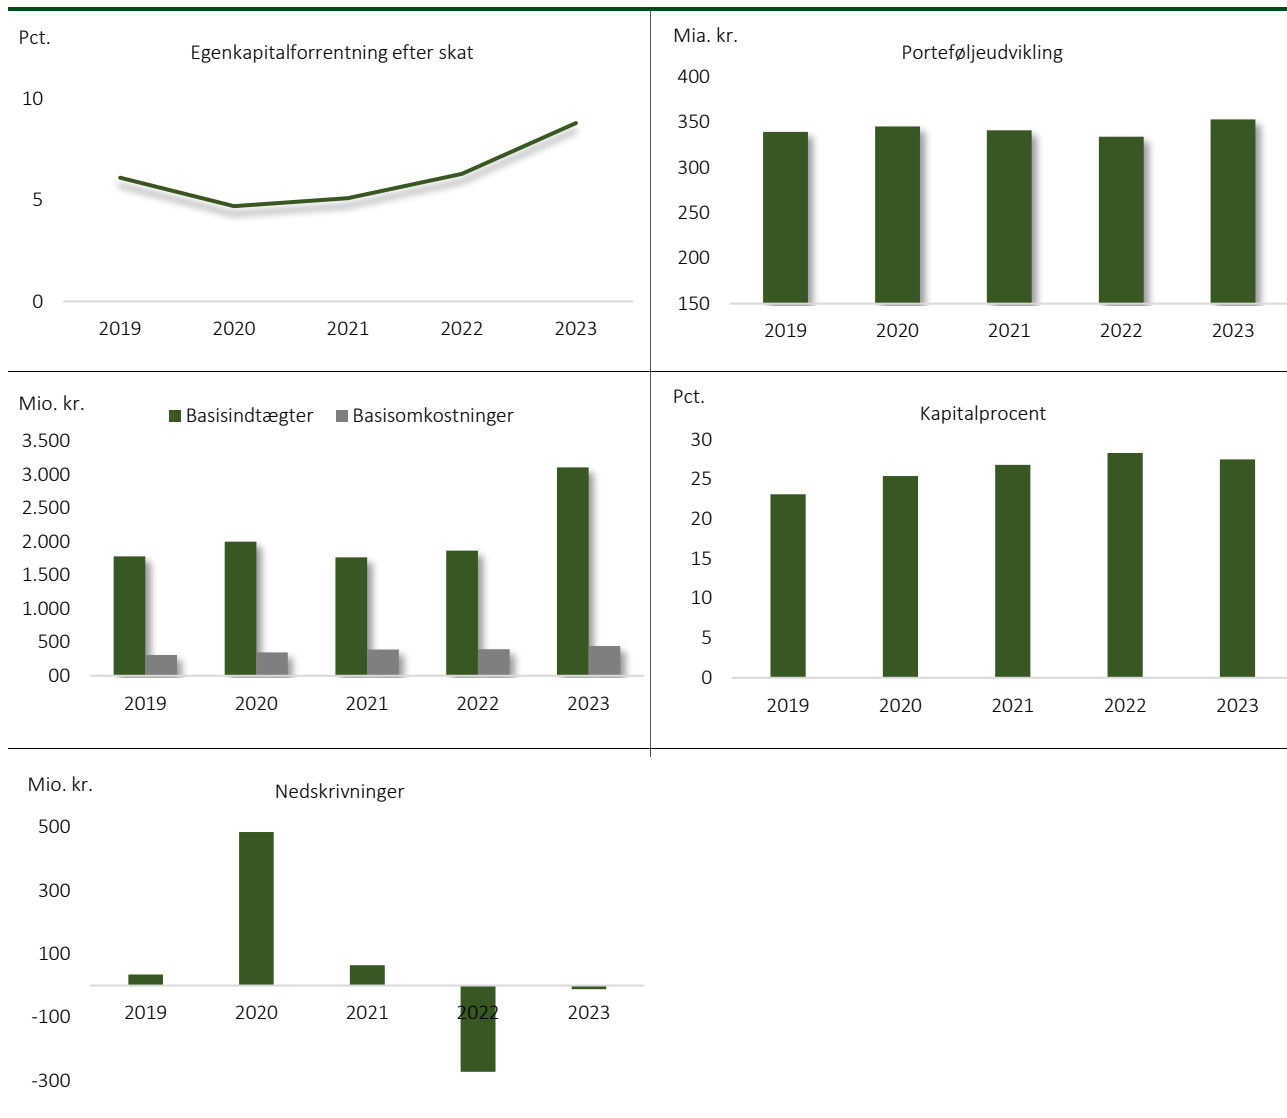 Pct.
Egenkapitalforrentning efter skat
10
5
0
2019 2020 2021 2022 2023
Mia. kr.
Porteføljeudvikling
400
350
300
250
200
150
2019 2020 2021 2022 2023
Mio. kr.
Basisindtægter Basisomkostninger
3.500
3.000
2.500
2.000
1.500
1.000
500
00
2019 2020 2021 2022 2023
Pct.
Kapitalprocent
30
25
20
15
10
5
0
2019 2020 2021 2022 2023
Mio. kr.
Nedskrivninger
500
300
100
-100
-300
2019 2020 2021 2022 2023